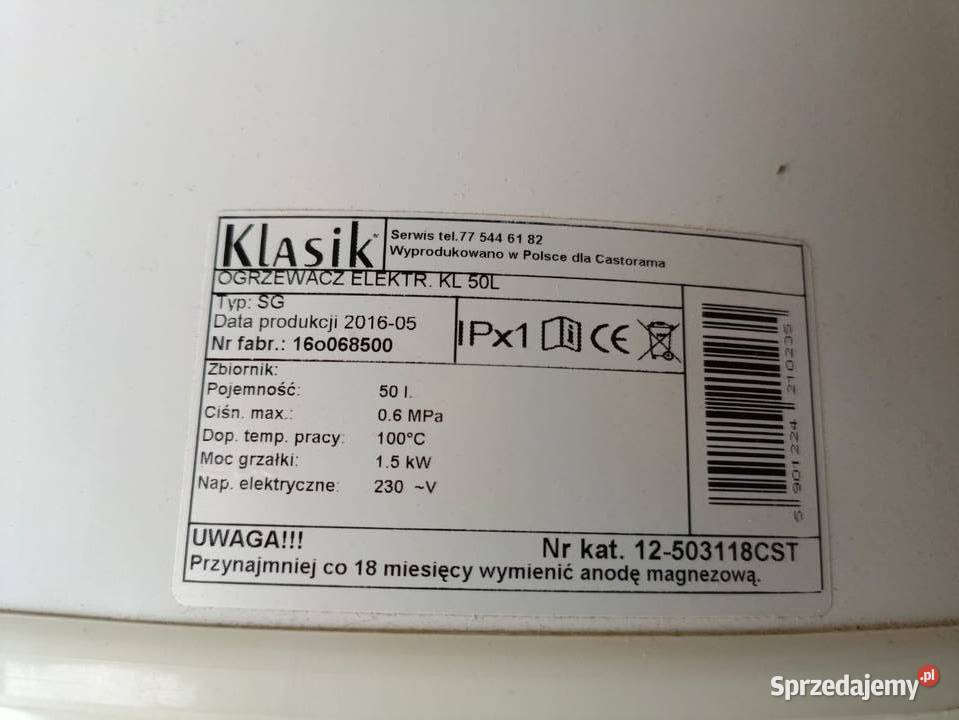 Klasik
Serwis tel.77 544 61 82
Wyprodukowano w Polsce dla Castorama
OGRZEWACZ ELEKTR. KL 50L
Typ: SG
Data produkcji 2016-05
Nr fabr.: 16o068500
IPx1 CE
Zbiornik:
Pojemność: 50 l.
Ciśn. max.: 0.6 MPa
Dop. temp. pracy: 100°C
Moc grzałki: 1.5 kW
Nap. elektryczne: 230 ~V
5 901224 210235
UWAGA!!!
Nr kat. 12-503118CST
Przynajmniej co 18 miesięcy wymienić anodę magnezową.
Sprzedajemy.pl